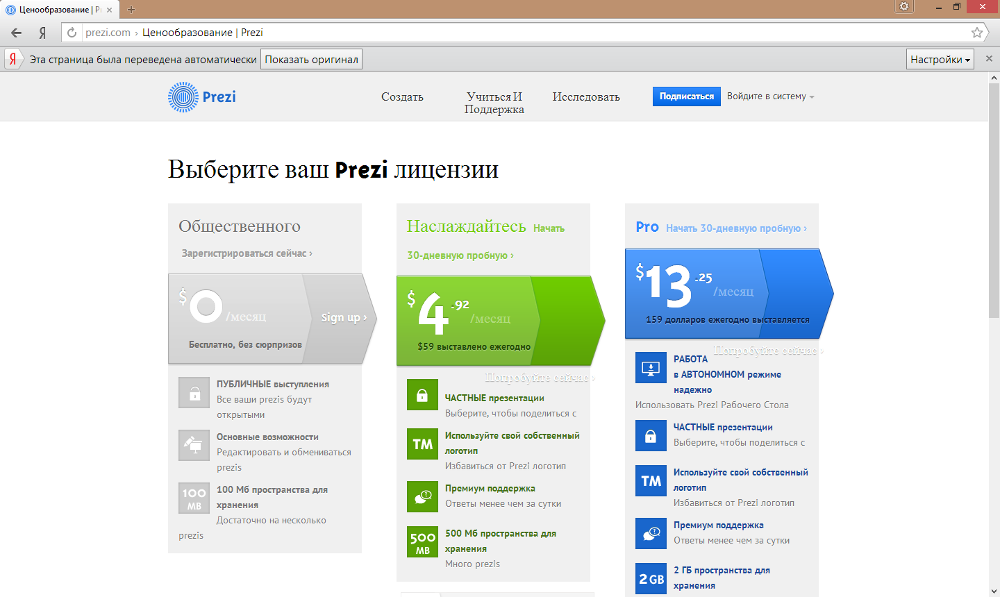 Ценообразование | P
prezi.com › Ценообразование | Prezi
Эта страница была переведена автоматически
Показать оригинал
Настройки
Prezi
Создать
Учиться И
Поддержка
Исследовать
Подписаться
Войдите в систему
Выберите ваш Prezi лицензии
Общественного
Зарегистрироваться сейчас ›
$0 /месяц
Sign up ›
Бесплатно, без сюрпризов
ПУБЛИЧНЫЕ выступления
Все ваши prezis будут
открытыми
Основные возможности
Редактировать и обмениваться
prezis
100 MB
100 Мб пространства для
хранения
Достаточно на несколько
prezis
Наслаждайтесь Начать
30-дневную пробную ›
$4.92 /месяц
$59 выставлено ежегодно
Попробуйте сейчас ›
ЧАСТНЫЕ презентации
Выберите, чтобы поделиться с
TM
Используйте свой собственный
логотип
Избавиться от Prezi логотип
Премиум поддержка
Ответы менее чем за сутки
500 MB
500 Мб пространства для
хранения
Много prezis
Pro Начать 30-дневную пробную ›
$13.25 /месяц
159 долларов ежегодно выставляется
Попробуйте сейчас ›
РАБОТА
в АВТОНОМНОМ режиме
надежно
Использовать Prezi Рабочего Стола
ЧАСТНЫЕ презентации
Выберите, чтобы поделиться с
TM
Используйте свой собственный
логотип
Избавиться от Prezi логотип
Премиум поддержка
Ответы менее чем за сутки
2 GB
2 ГБ пространства для
хранения